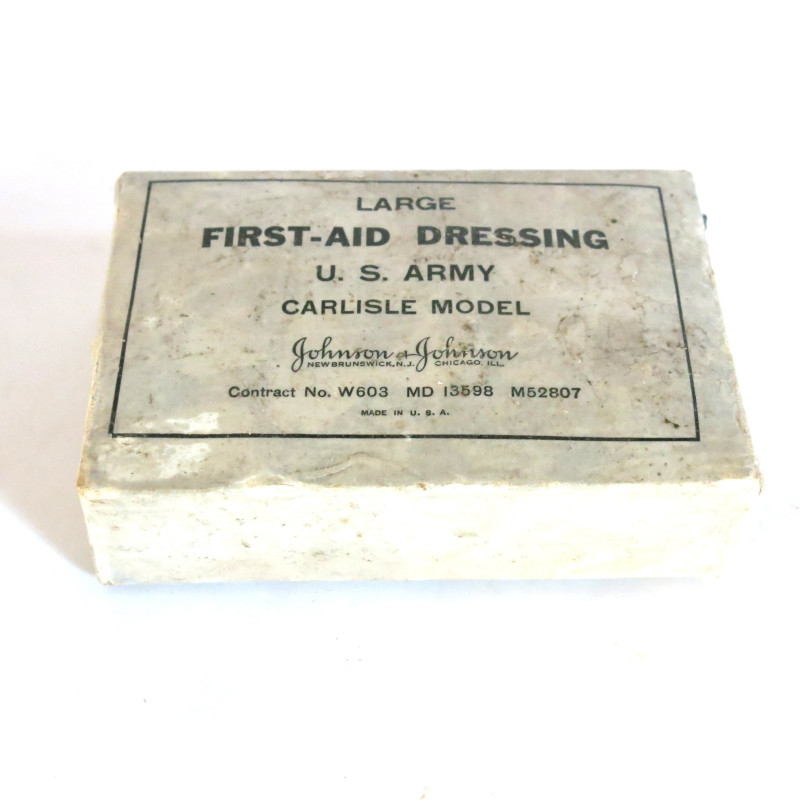 LARGE
FIRST-AID DRESSING
U. S. ARMY
CARLISLE MODEL
Johnson & Johnson
NEW BRUNSWICK, N.J. CHICAGO, ILL.
Contract No. W603 MD 13598 M52807
MADE IN U. S. A.